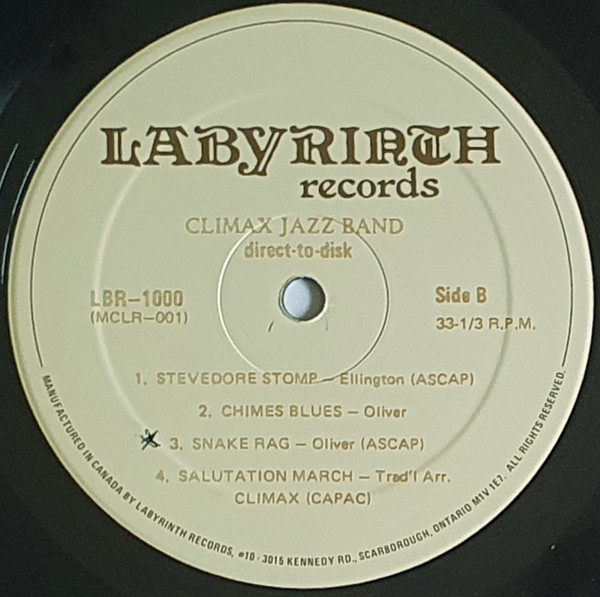 LABYRINTH
records
CLIMAX JAZZ BAND
direct-to-disk
LBR-1000
(MCLR-001)
Side B
33-1/3 R.P.M.
1. STEVEDORE STOMP — Ellington (ASCAP)
2. CHIMES BLUES — Oliver
3. SNAKE RAG — Oliver (ASCAP)
4. SALUTATION MARCH — Trad'l Arr.
CLIMAX (CAPAC)
MANUFACTURED IN CANADA BY LABYRINTH RECORDS, #10 - 3015 KENNEDY RD., SCARBOROUGH, ONTARIO M1V 1E7. ALL RIGHTS RESERVED.